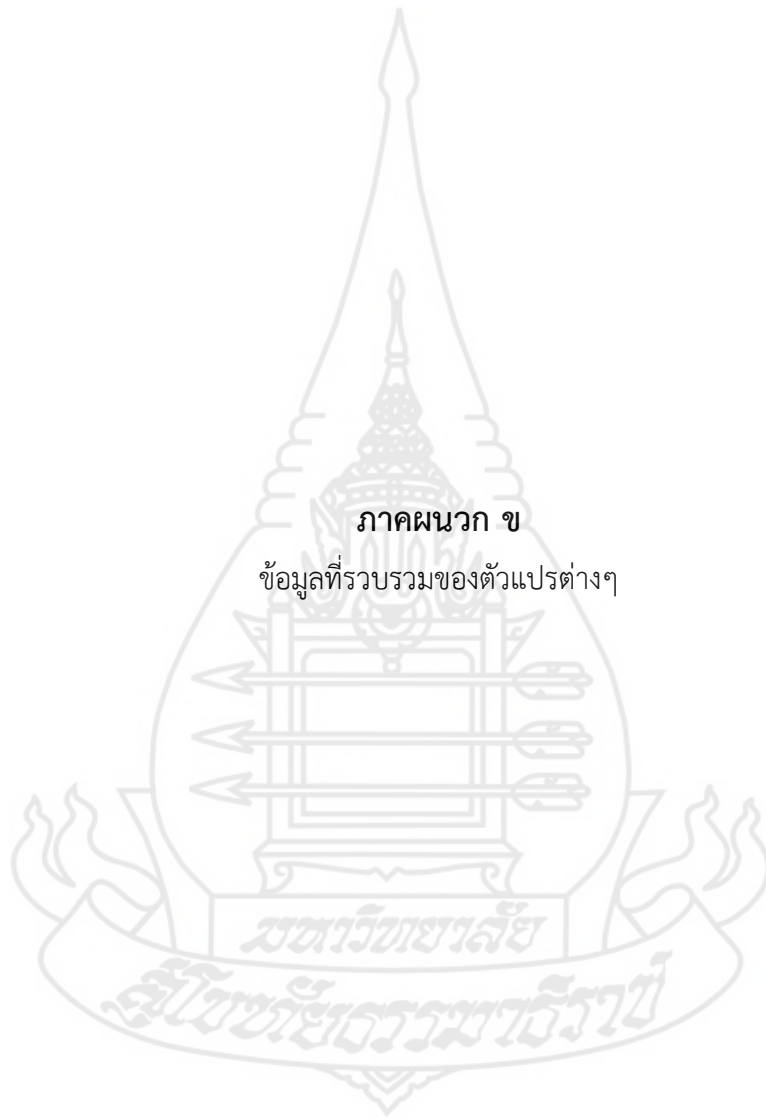 ภาคผนวก ข
ข้อมูลที่รวบรวมของตัวแปรต่างๆ
มหาวิทยาลัย
สุโขทัยธรรมาธิราช